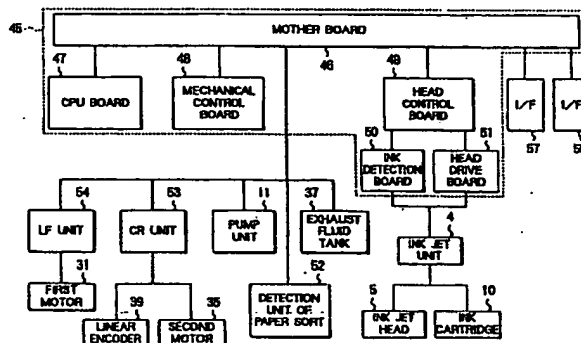 45
MOTHER BOARD
46
47
CPU BOARD
48
MECHANICAL
CONTROL
BOARD
49
HEAD
CONTROL
BOARD
I/F
57
I/F
50
INK
DETECTION
BOARD
51
HEAD
DRIVE
BOARD
54
LF UNIT
53
CR UNIT
11
PUMP
UNIT
37
EXHAUST
FLUID
TANK
4
INK JET
UNIT
31
FIRST
MOTOR
39
LINEAR
ENCODER
35
SECOND
MOTOR
52
DETECTION
UNIT OF
PAPER SORT
5
INK JET
HEAD
10
INK
CARTRIDGE